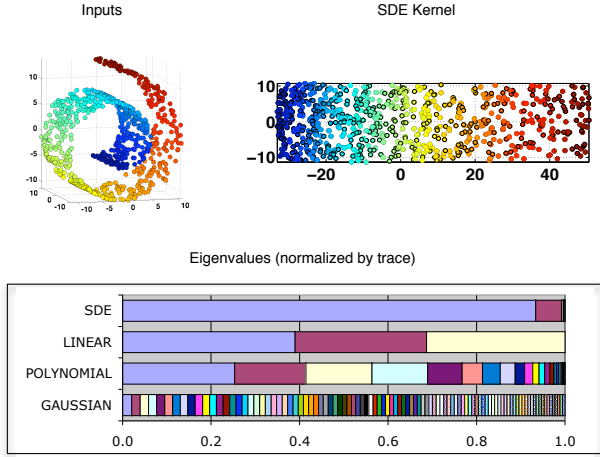 Inputs SDE Kernel
10
5
0
-5
-10
10
0
-10 -10 -5 0 5 10
10
0
-10
-20 0 20 40
Eigenvalues (normalized by trace)
SDE
LINEAR
POLYNOMIAL
GAUSSIAN
0.0 0.2 0.4 0.6 0.8 1.0